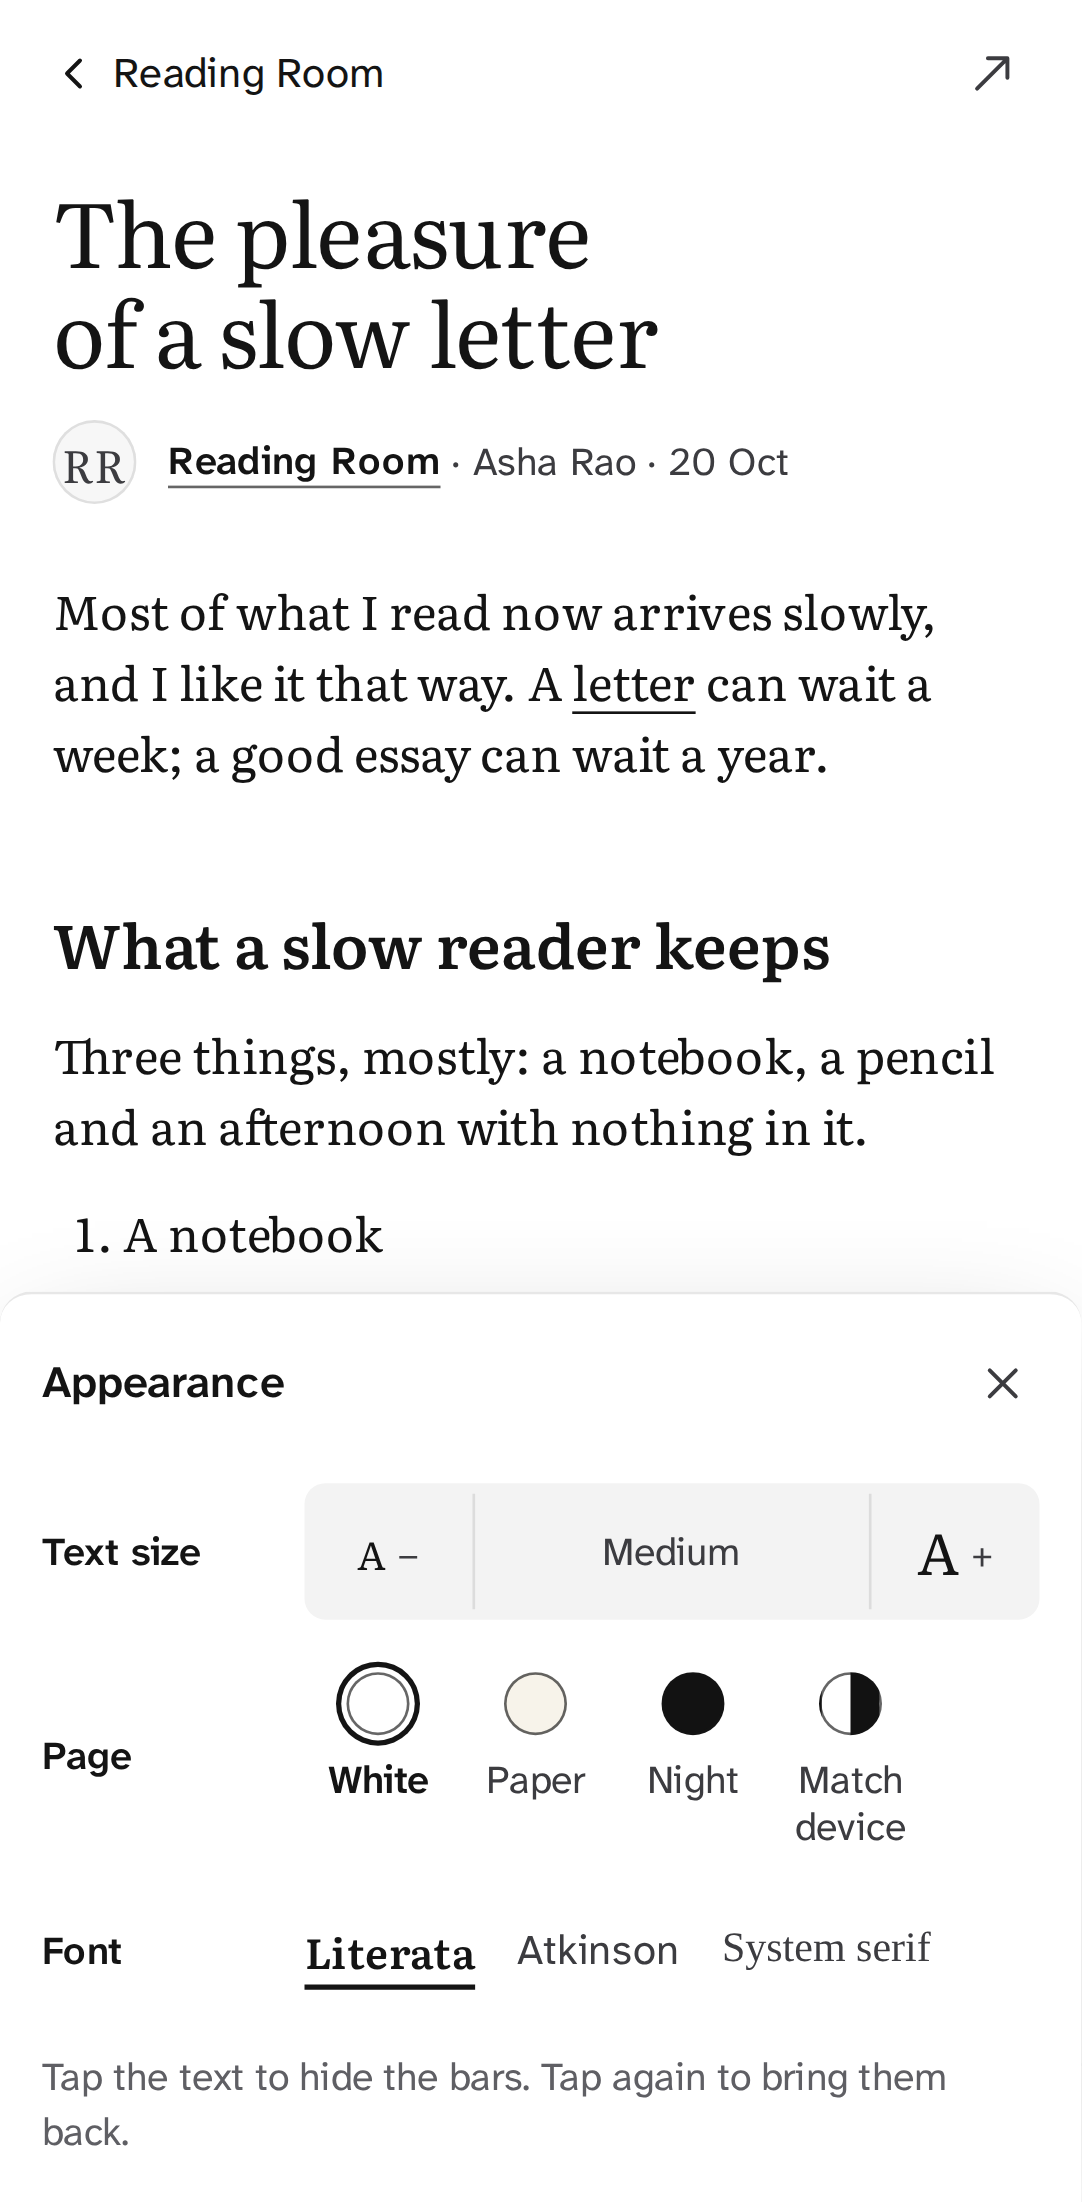 Reading Room
The pleasure
of a slow letter
RR Reading Room · Asha Rao · 20 Oct
Most of what I read now arrives slowly,
and I like it that way. A letter can wait a
week; a good essay can wait a year.
What a slow reader keeps
Three things, mostly: a notebook, a pencil
and an afternoon with nothing in it.
1. A notebook
Appearance
Text size A − Medium A +
Page White Paper Night Match
device
Font Literata Atkinson System serif
Tap the text to hide the bars. Tap again to bring them
back.